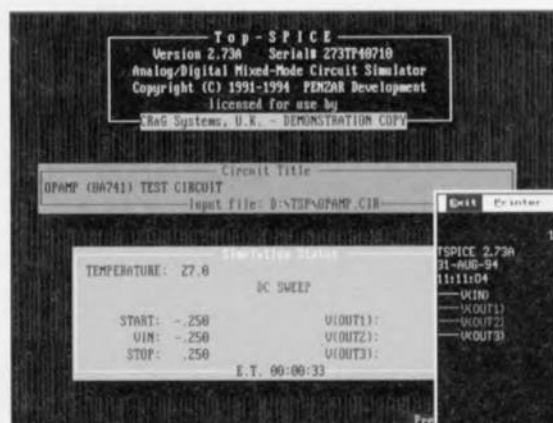 Top-SPICE
Version 2.73A Serial# 273TP40710
Analog/Digital Mixed-Mode Circuit Simulator
Copyright (C) 1991-1994 PENZAR Development
licensed for use by
CRaG Systems, U.K. - DEMONSTRATION COPY
Circuit Title
OPAMP (UA741) TEST CIRCUIT
Input file: D:\TSP\OPAMP.CIR
Simulation Status
TEMPERATURE: 27.0
DC SWEEP
START: -.250 V(OUT1):
VIN: -.250 V(OUT2):
STOP: .250 V(OUT3):
E.T. 00:00:33
Exit Printer
TSPICE 2.73A
31-AUG-94
11:11:04
V(IN)
V(OUT1)
V(OUT2)
V(OUT3)